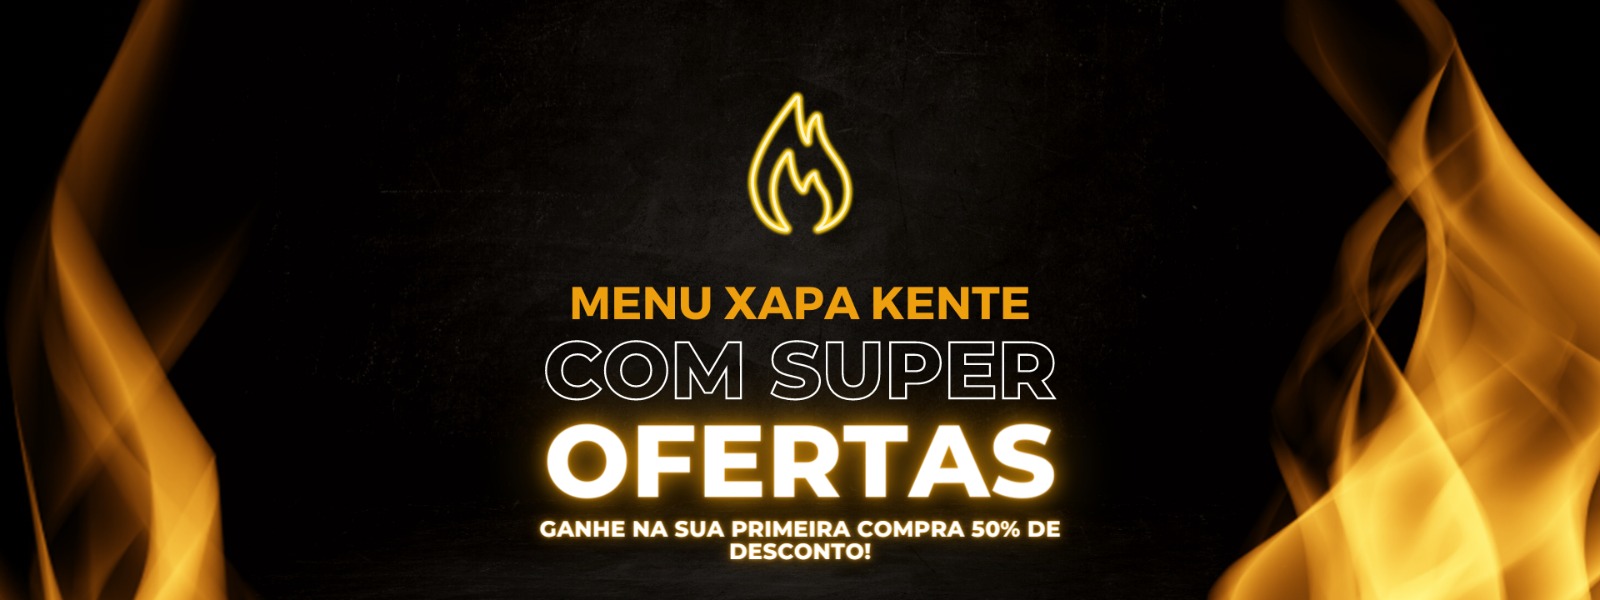 MENU XAPA KENTE
COM SUPER
OFERTAS
GANHE NA SUA PRIMEIRA COMPRA 50% DE
DESCONTO!